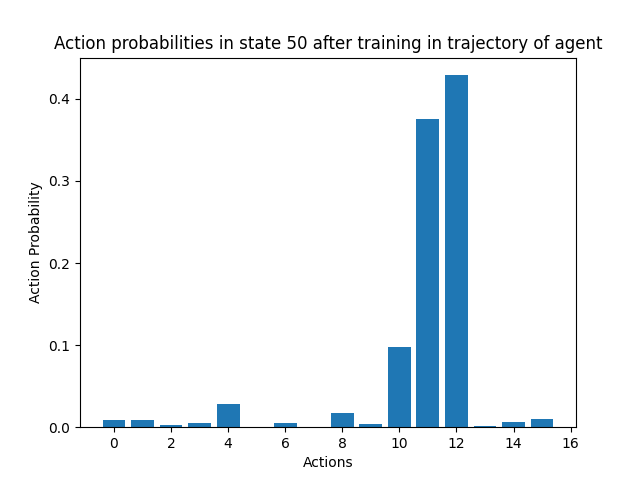 Action probabilities in state 50 after training in trajectory of agent
0.4
0.3
0.2
0.1
0.0
Action Probability
0 2 4 6 8 10 12 14 16
Actions